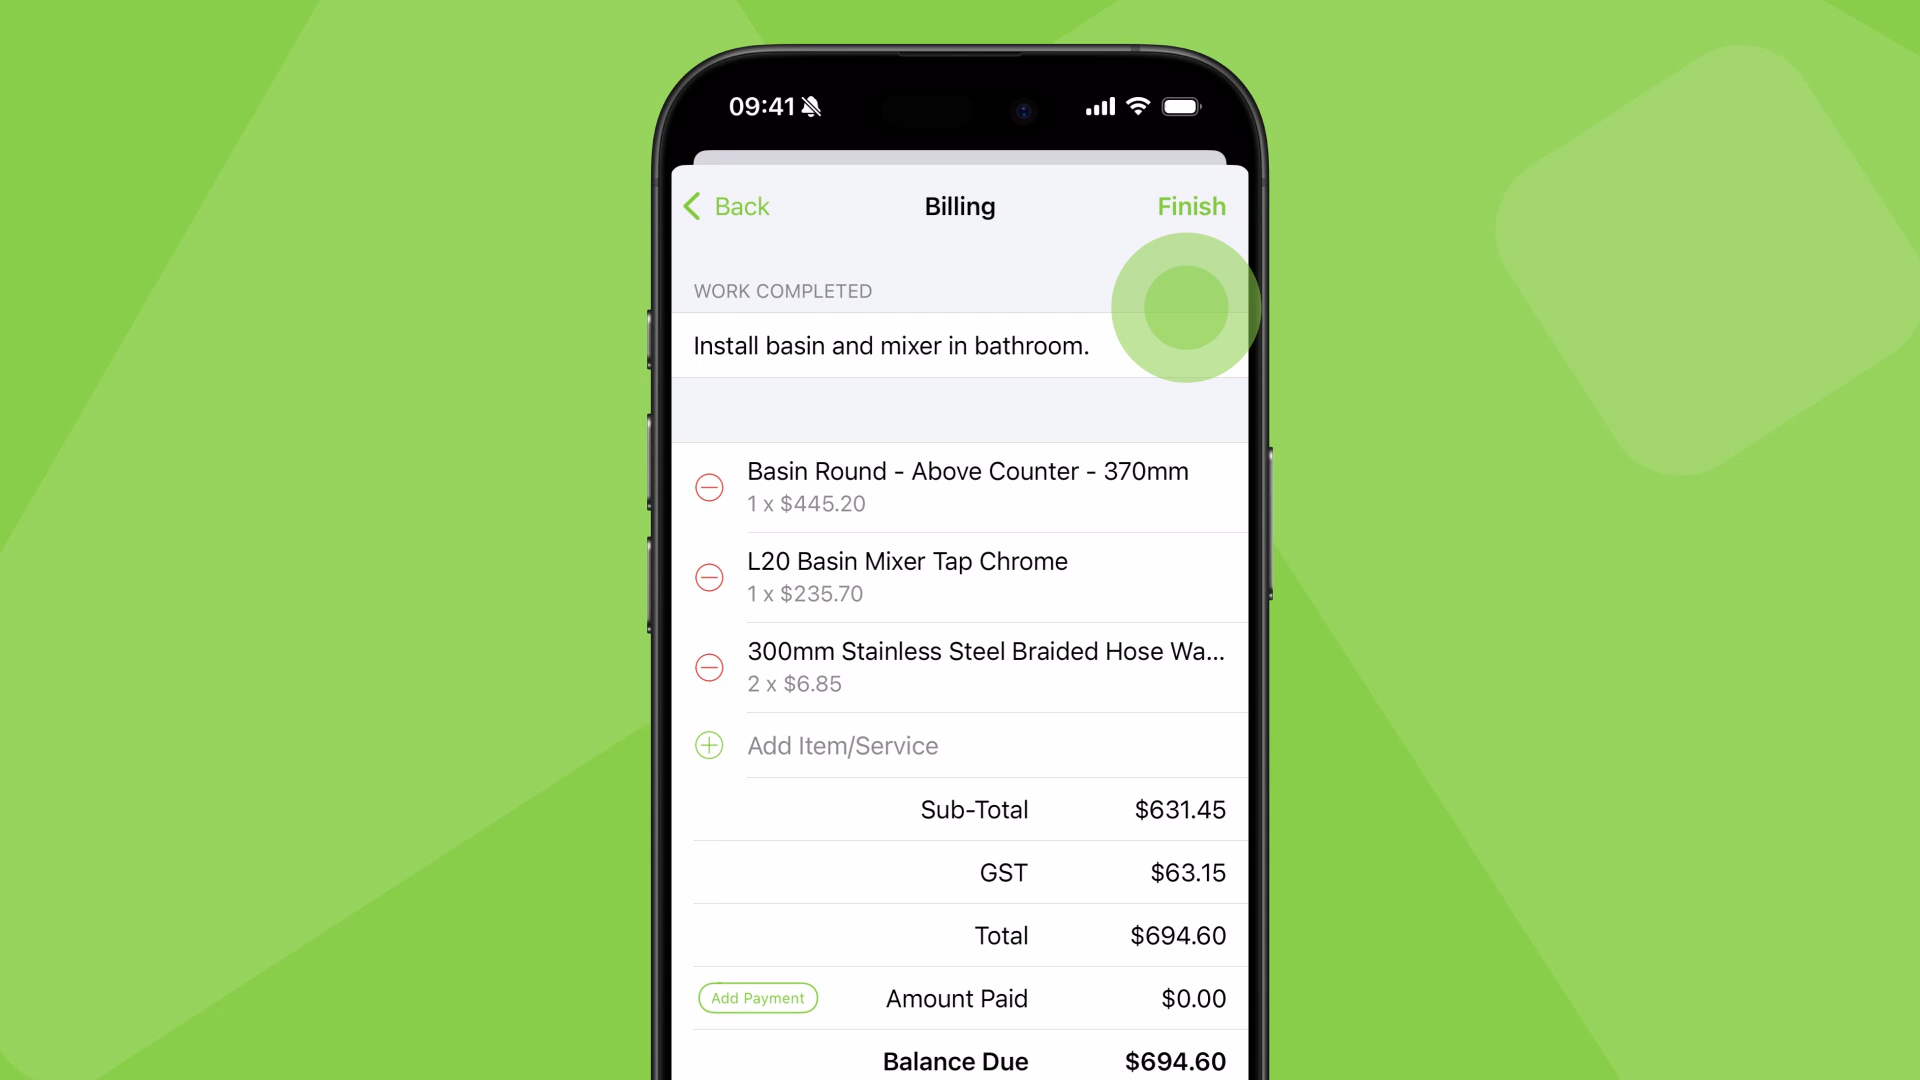 09:41
Back
Billing
Finish
WORK COMPLETED
Install basin and mixer in bathroom.
Basin Round - Above Counter - 370mm
1 x $445.20
L20 Basin Mixer Tap Chrome
1 x $235.70
300mm Stainless Steel Braided Hose Wa...
2 x $6.85
Add Item/Service
Sub-Total $631.45
GST $63.15
Total $694.60
Add Payment Amount Paid $0.00
Balance Due $694.60